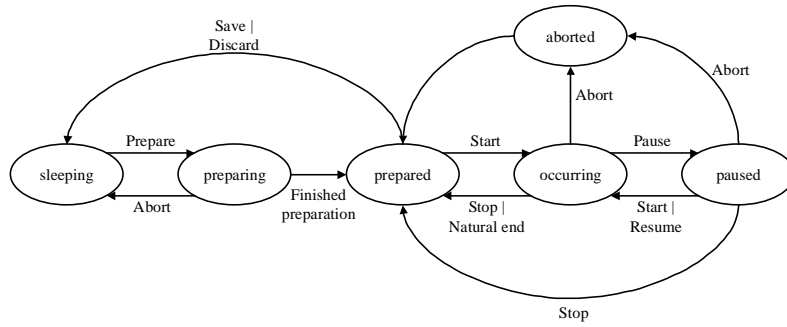 Save |
Discard
aborted
Abort
Abort
Prepare
Start
Pause
sleeping
preparing
prepared
occurring
paused
Abort
Finished
preparation
Stop |
Natural end
Start |
Resume
Stop